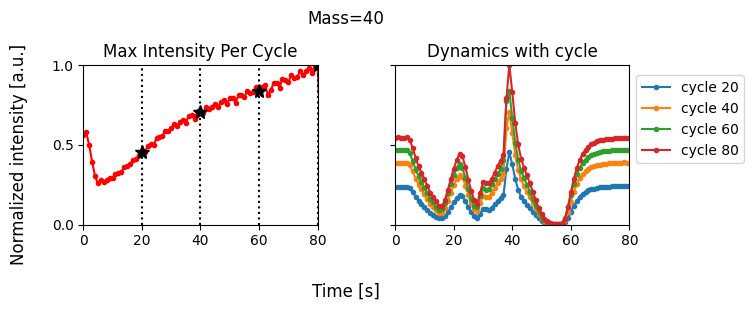 Mass=40
Max Intensity Per Cycle
Dynamics with cycle
Normalized intensity [a.u.]
1.0
0.5
0.0
0 20 40 60 80
0 20 40 60 80
cycle 20
cycle 40
cycle 60
cycle 80
Time [s]